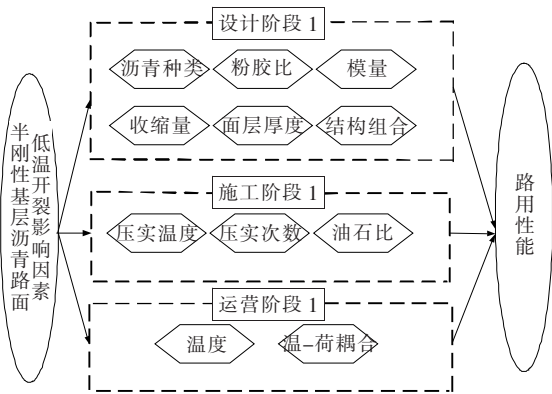 半刚性基层沥青路面
低温开裂影响因素
设计阶段 1
沥青种类 粉胶比 模量
收缩量 面层厚度 结构组合
施工阶段 1
压实温度 压实次数 油石比
运营阶段 1
温度 温-荷耦合
路用性能